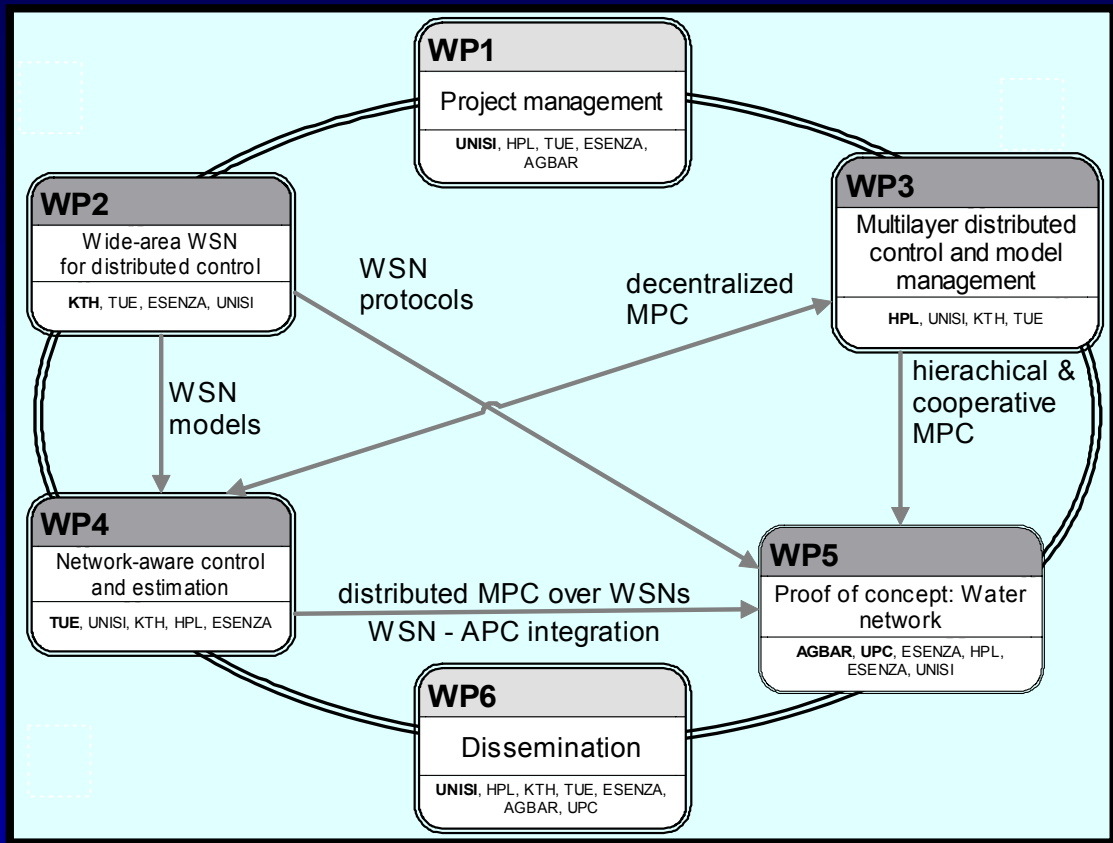 WP1
Project management
UNISI, HPL, TUE, ESENZA,
AGBAR
WP2
Wide-area WSN
for distributed control
KTH, TUE, ESENZA, UNISI
WP3
Multilayer distributed
control and model
management
HPL, UNISI, KTH, TUE
WSN
protocols
decentralized
MPC
WSN
models
hierachical &
cooperative
MPC
WP4
Network-aware control
and estimation
TUE, UNISI, KTH, HPL, ESENZA
distributed MPC over WSNs
WSN - APC integration
WP5
Proof of concept: Water
network
AGBAR, UPC, ESENZA, HPL,
ESENZA, UNISI
WP6
Dissemination
UNISI, HPL, KTH, TUE, ESENZA,
AGBAR, UPC